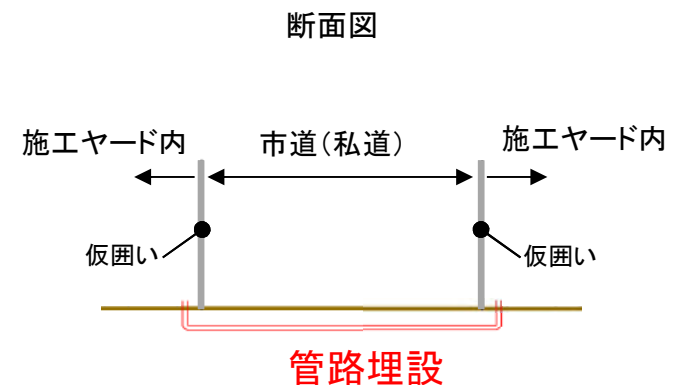 断面図
施工ヤード内
市道(私道)
施工ヤード内
仮囲い
仮囲い
管路埋設